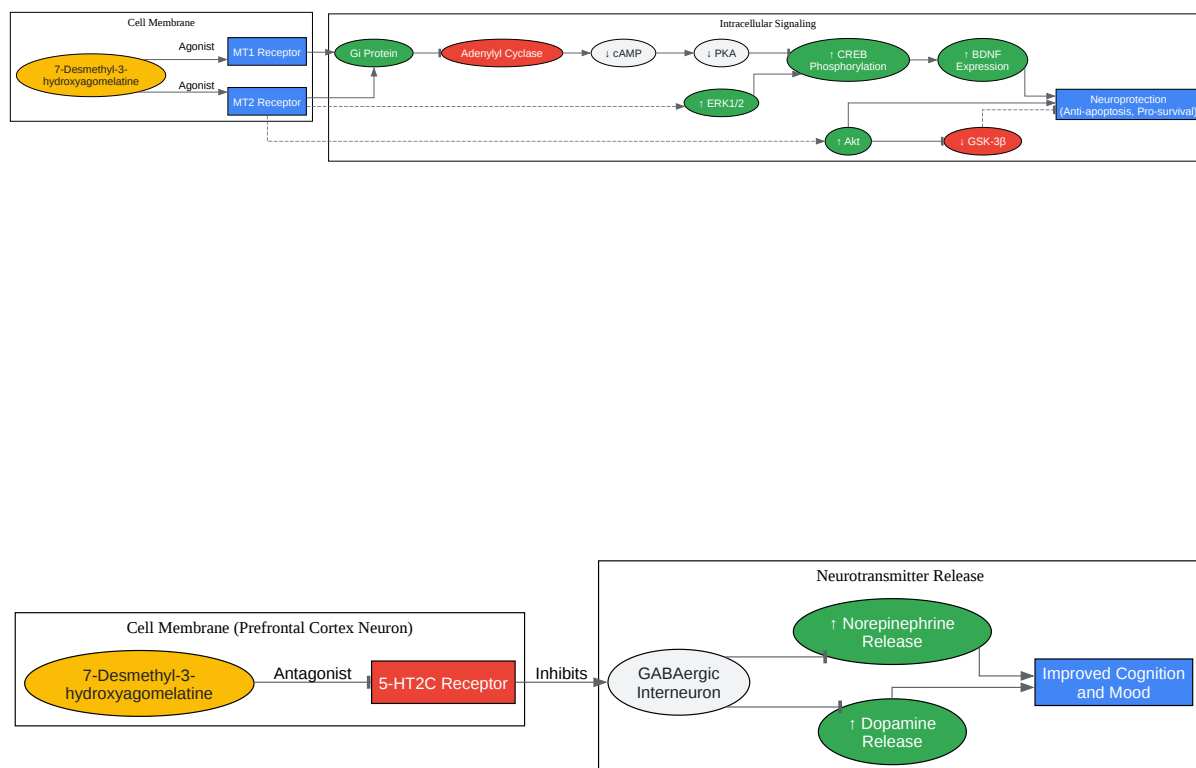 Cell Membrane
Intracellular Signaling
7-Desmethyl-3-
hydroxyagomelatine
Agonist
Agonist
MT1 Receptor
MT2 Receptor
Gi Protein
Adenylyl Cyclase
↓ cAMP
↓ PKA
↑ CREB
Phosphorylation
↑ BDNF
Expression
↑ ERK1/2
Neuroprotection
(Anti-apoptosis, Pro-survival)
↑ Akt
↓ GSK-3β
Neurotransmitter Release
Cell Membrane (Prefrontal Cortex Neuron)
7-Desmethyl-3-
hydroxyagomelatine
Antagonist
5-HT2C Receptor
Inhibits
GABAergic
Interneuron
↑ Norepinephrine
Release
↑ Dopamine
Release
Improved Cognition
and Mood